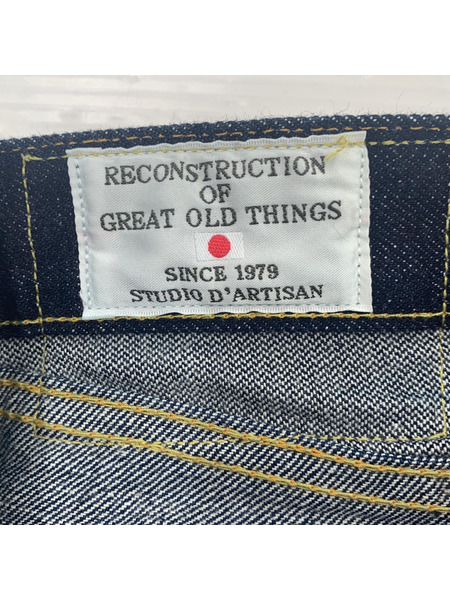 RECONSTRUCTION
OF
GREAT OLD THINGS
SINCE 1979
STUDIO D'ARTISAN